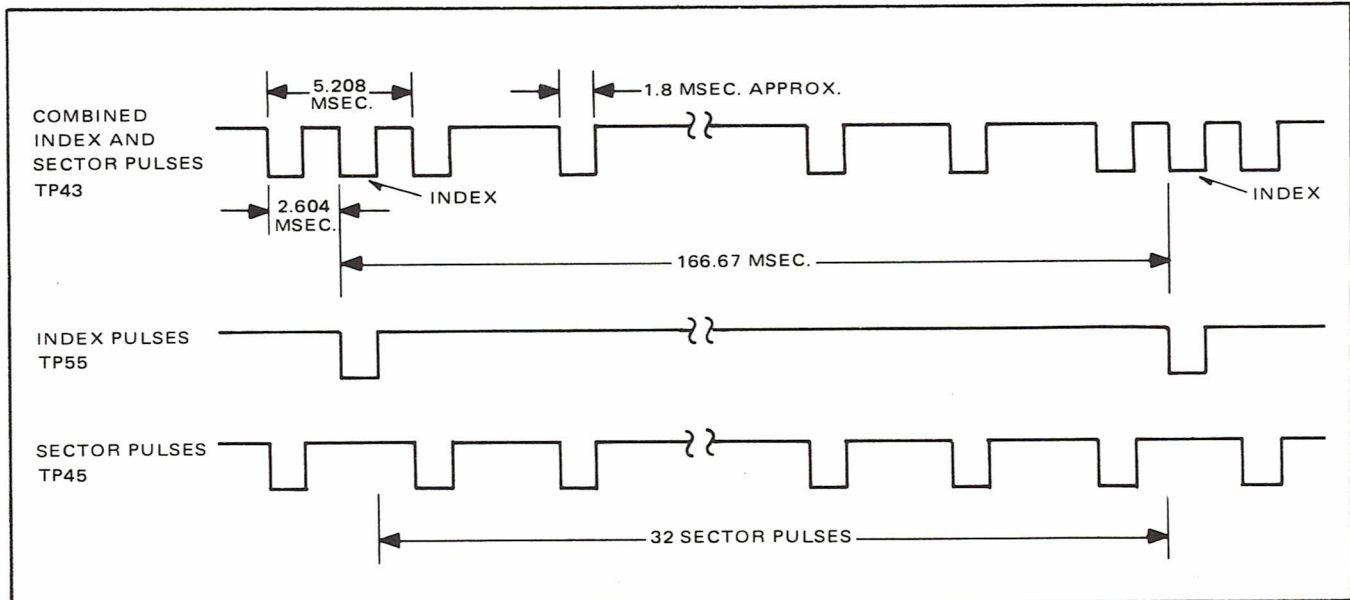 5.208
MSEC.
1.8 MSEC. APPROX.
COMBINED
INDEX AND
SECTOR PULSES
TP43
INDEX
INDEX
2.604
MSEC.
166.67 MSEC.
INDEX PULSES
TP55
SECTOR PULSES
TP45
32 SECTOR PULSES